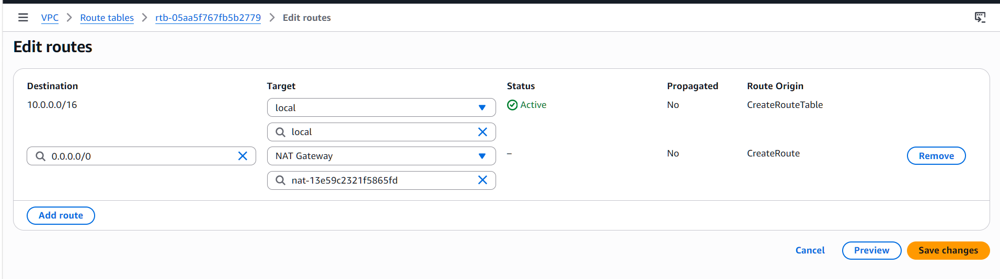 VPC > Route tables > rtb-05aa5f767fb5b2779 > Edit routes
Edit routes
Destination Target Status Propagated Route Origin
10.0.0.0/16 local Active No CreateRouteTable
local
0.0.0.0/0 NAT Gateway – No CreateRoute Remove
nat-13e59c2321f5865fd
Add route
Cancel Preview Save changes